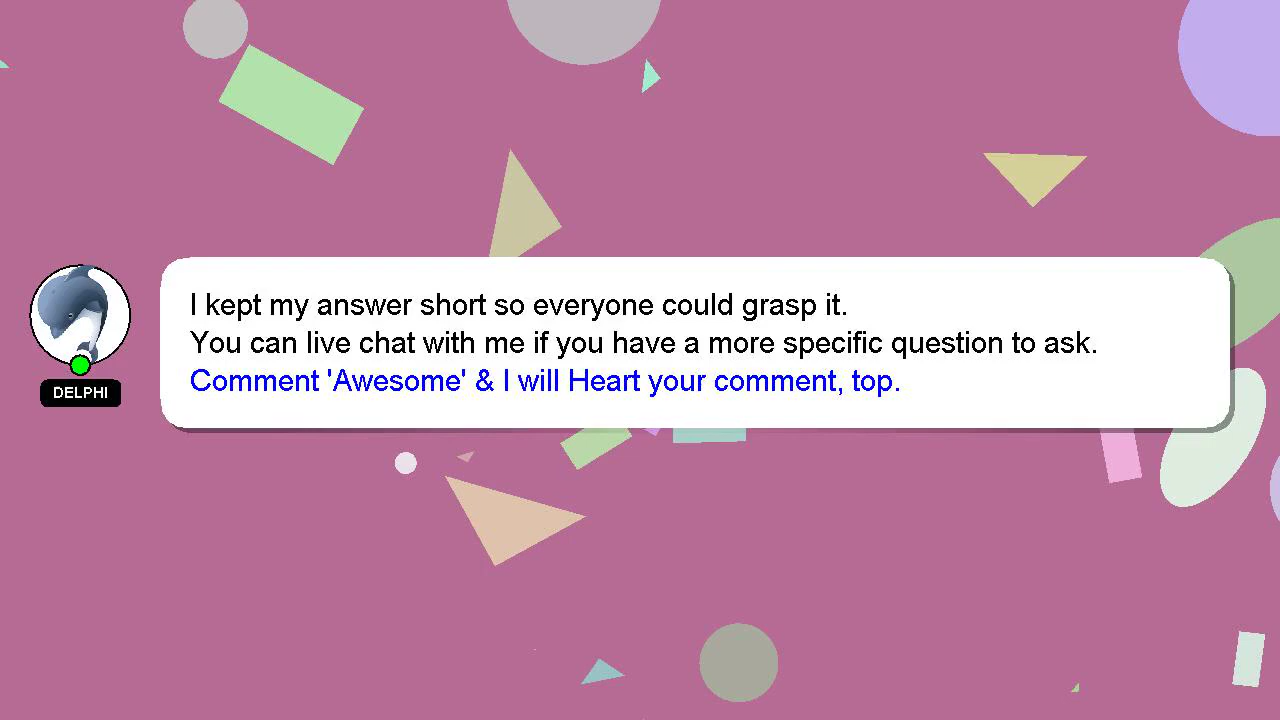 I kept my answer short so everyone could grasp it.
You can live chat with me if you have a more specific question to ask.
Comment 'Awesome' & I will Heart your comment, top.
DELPHI